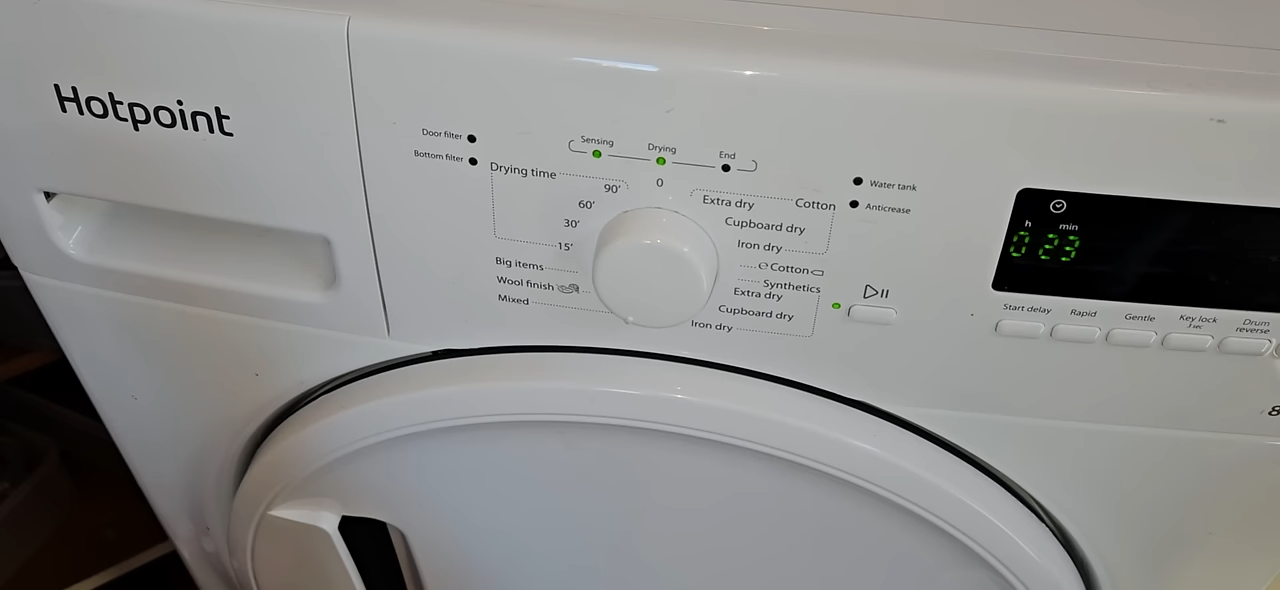 Hotpoint
Door filter
Bottom filter
Sensing
Drying
End
Drying time
90'
60'
30'
15'
Big items
Wool finish
Mixed
0
Extra dry
Cotton
Cupboard dry
Iron dry
Cotton
Synthetics
Extra dry
Cupboard dry
Iron dry
Water tank
Anticrease
h
min
0 23
Start delay
Rapid
Gentle
Key lock
3 sec
Drum
reverse
8